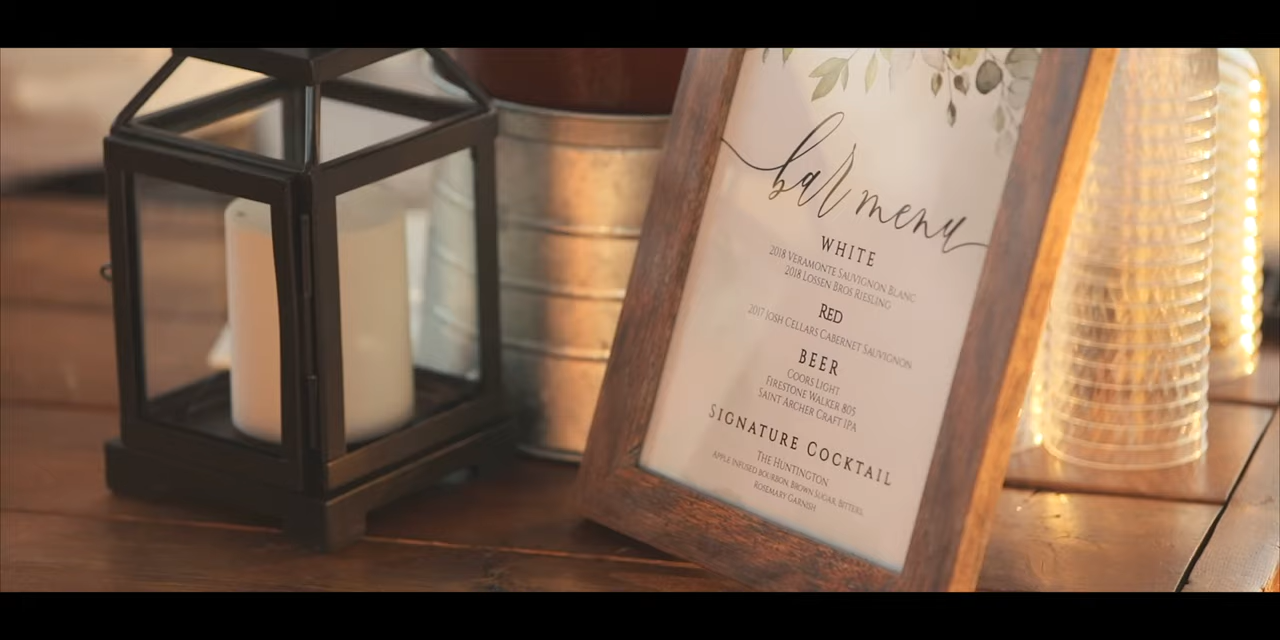 bar menu
WHITE
2018 Veramonte Sauvignon Blanc
2018 Lossen Bros Riesling
RED
2017 Josh Cellars Cabernet Sauvignon
BEER
Coors Light
Firestone Walker 805
Saint Archer Craft IPA
Signature Cocktail
The Huntington
Apple infused bourbon, Brown Sugar, Bitters,
Rosemary Garnish